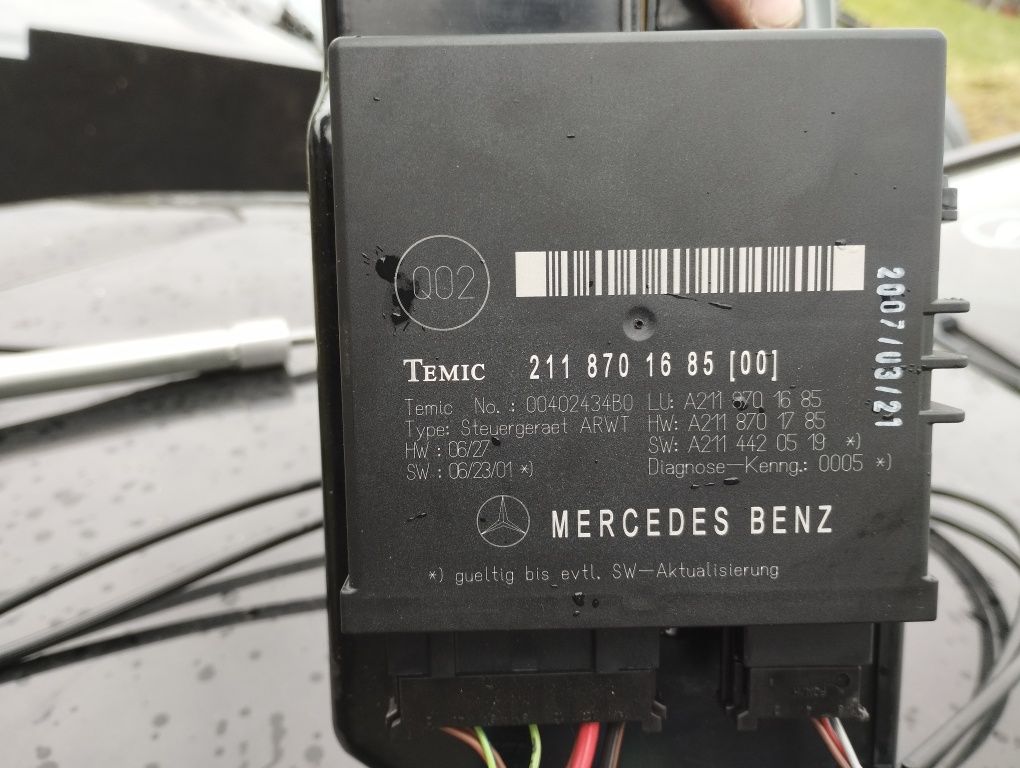 Q02
TEMIC 211 870 16 85 [00]
Temic No.: 00402434B0 LU: A211 870 16 85
Type: Steuergeraet ARWT HW: A211 870 17 85
HW : 06/27 SW: A211 442 05 19 *)
SW : 06/23/01 *) Diagnose-Kenng.: 0005 *)
MERCEDES BENZ
*) gueltig bis evtl. SW-Aktualisierung
2007/03/21